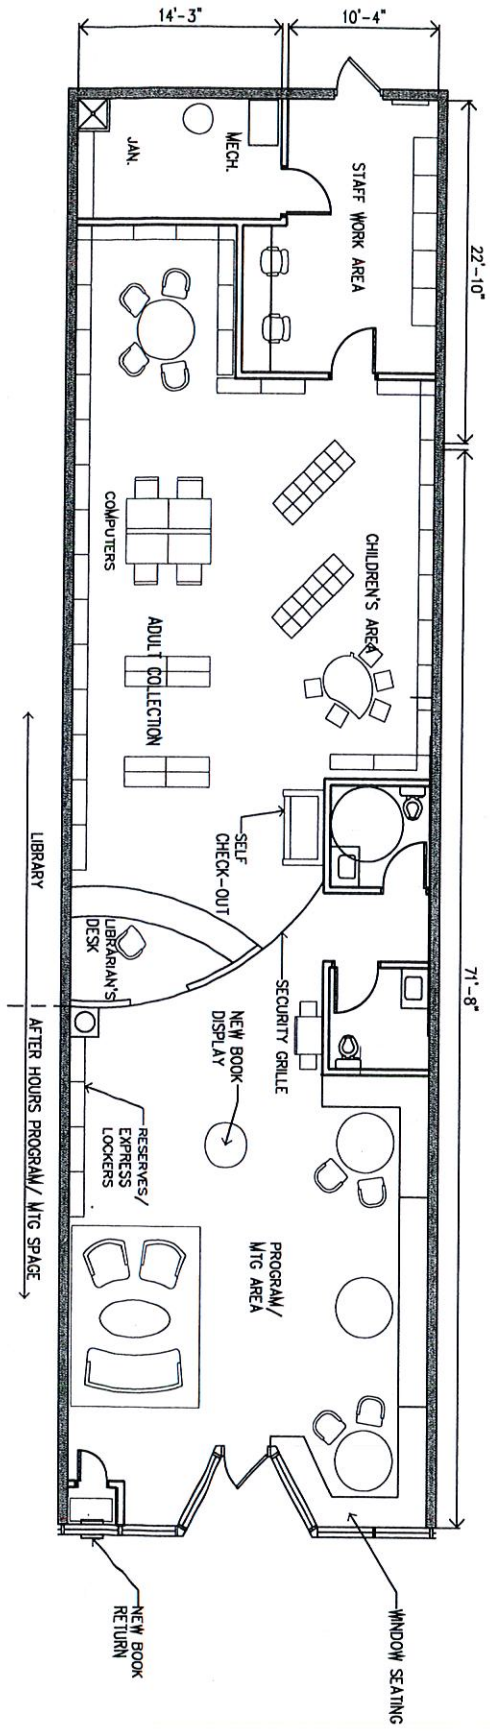 14'-3"
10'-4"
MECH.
JAN.
STAFF WORK AREA
22'-10"
COMPUTERS
CHILDREN'S AREA
ADULT COLLECTION
SELF
CHECK-OUT
LIBRARY
LIBRARIAN'S
DESK
SECURITY GRILLE
71'-8"
NEW BOOK
DISPLAY
AFTER HOURS PROGRAM/ MTG SPAGE
RESERVES/
EXPRESS
LOCKERS
PROGRAM/
MTG AREA
WINDOW SEATING
NEW BOOK
RETURN